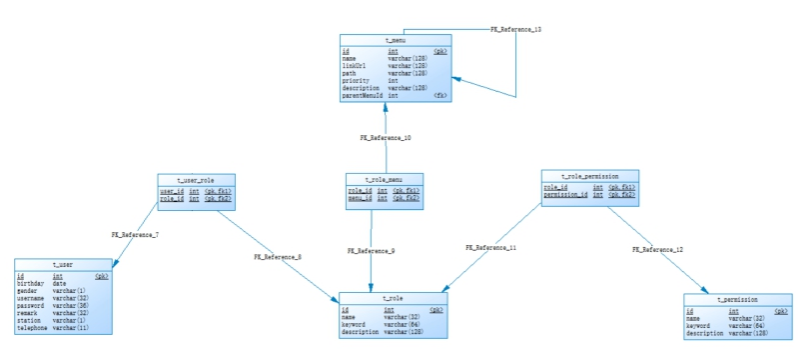 FK_Reference_13
t_menu
id int <pk>
name varchar(128)
linkUrl varchar(128)
path varchar(128)
priority int
description varchar(128)
parentMenuId int <fk>
FK_Reference_10
t_user_role
user_id int <pk,fk1>
role_id int <pk,fk2>
t_role_menu
role_id int <pk,fk1>
menu_id int <pk,fk2>
t_role_permission
role_id int <pk,fk1>
permission_id int <pk,fk2>
FK_Reference_7
FK_Reference_8
FK_Reference_9
FK_Reference_11
FK_Reference_12
t_user
id int <pk>
birthday date
gender varchar(1)
username varchar(32)
password varchar(36)
remark varchar(32)
station varchar(1)
telephone varchar(11)
t_role
id int <pk>
name varchar(32)
keyword varchar(64)
description varchar(128)
t_permission
id int <pk>
name varchar(32)
keyword varchar(64)
description varchar(128)